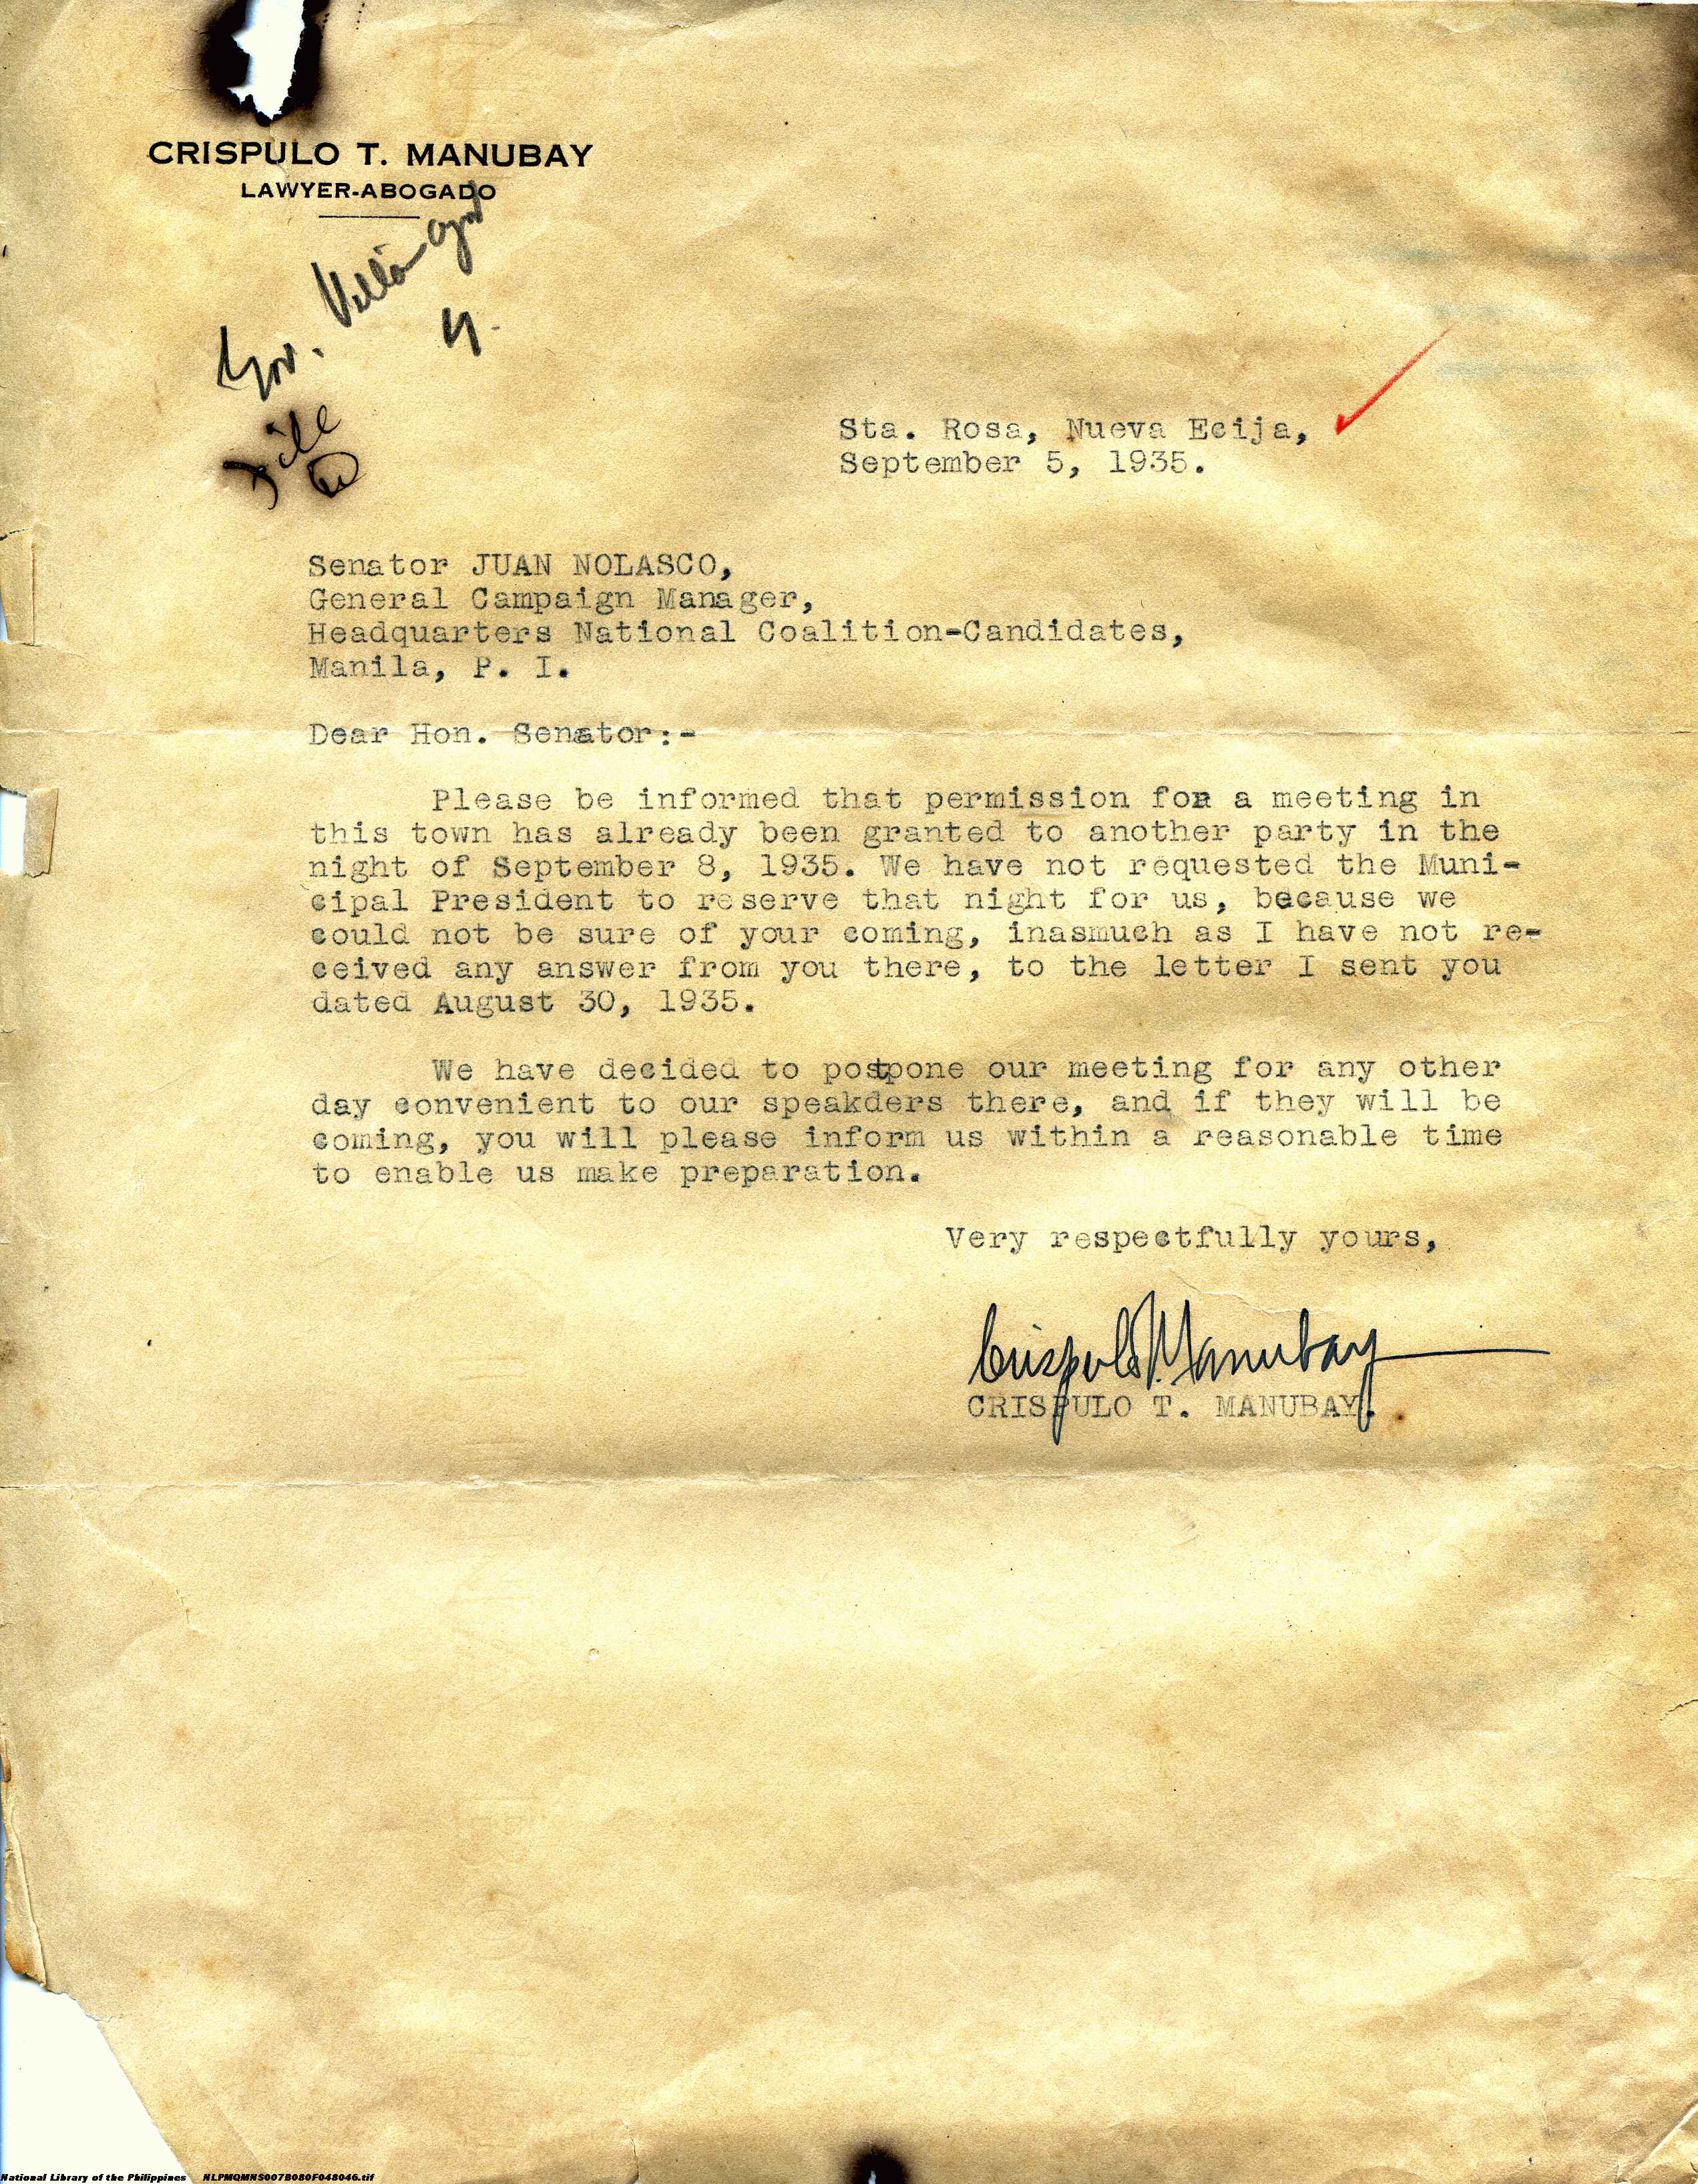 CRISPULO T. MANUBAY
LAWYER-ABOGADO
Gov.
File
Sta. Rosa, Nueva Ecija,
September 5, 1935.
Senator JUAN NOLASCO,
General Campaign Manager,
Headquarters National Coalition-Candidates,
Manila, P. I.
Dear Hon. Senator:-
Please be informed that permission for a meeting in
this town has already been granted to another party in the
night of September 8, 1935. We have not requested the Muni-
cipal President to reserve that night for us, because we
could not be sure of your coming, inasmuch as I have not re-
ceived any answer from you there, to the letter I sent you
dated August 30, 1935.
We have decided to postpone our meeting for any other
day convenient to our speakders there, and if they will be
coming, you will please inform us within a reasonable time
to enable us make preparation.
Very respectfully yours,
Crispulo T. Manubay
CRISPULO T. MANUBAY.
National Library of the Philippines NLPMQMNS007B080F048046.tif